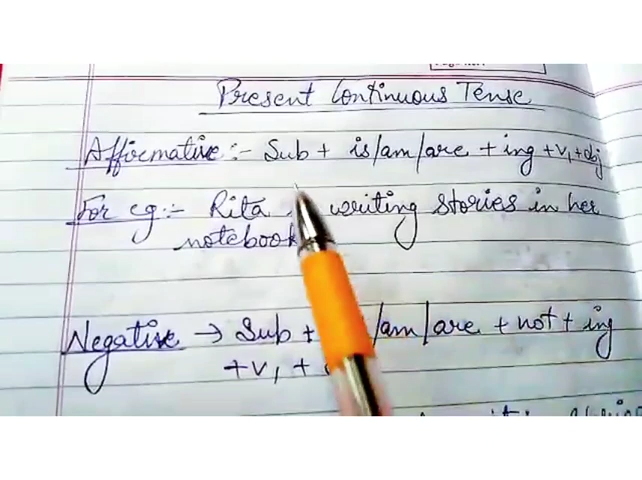 Present Continuous Tense
Affirmative :- Sub + is/am/are + ing + v1 + obj
For eg :- Rita writing stories in her
notebook
Negative → Sub + /am/are + not + ing
+ v1 +